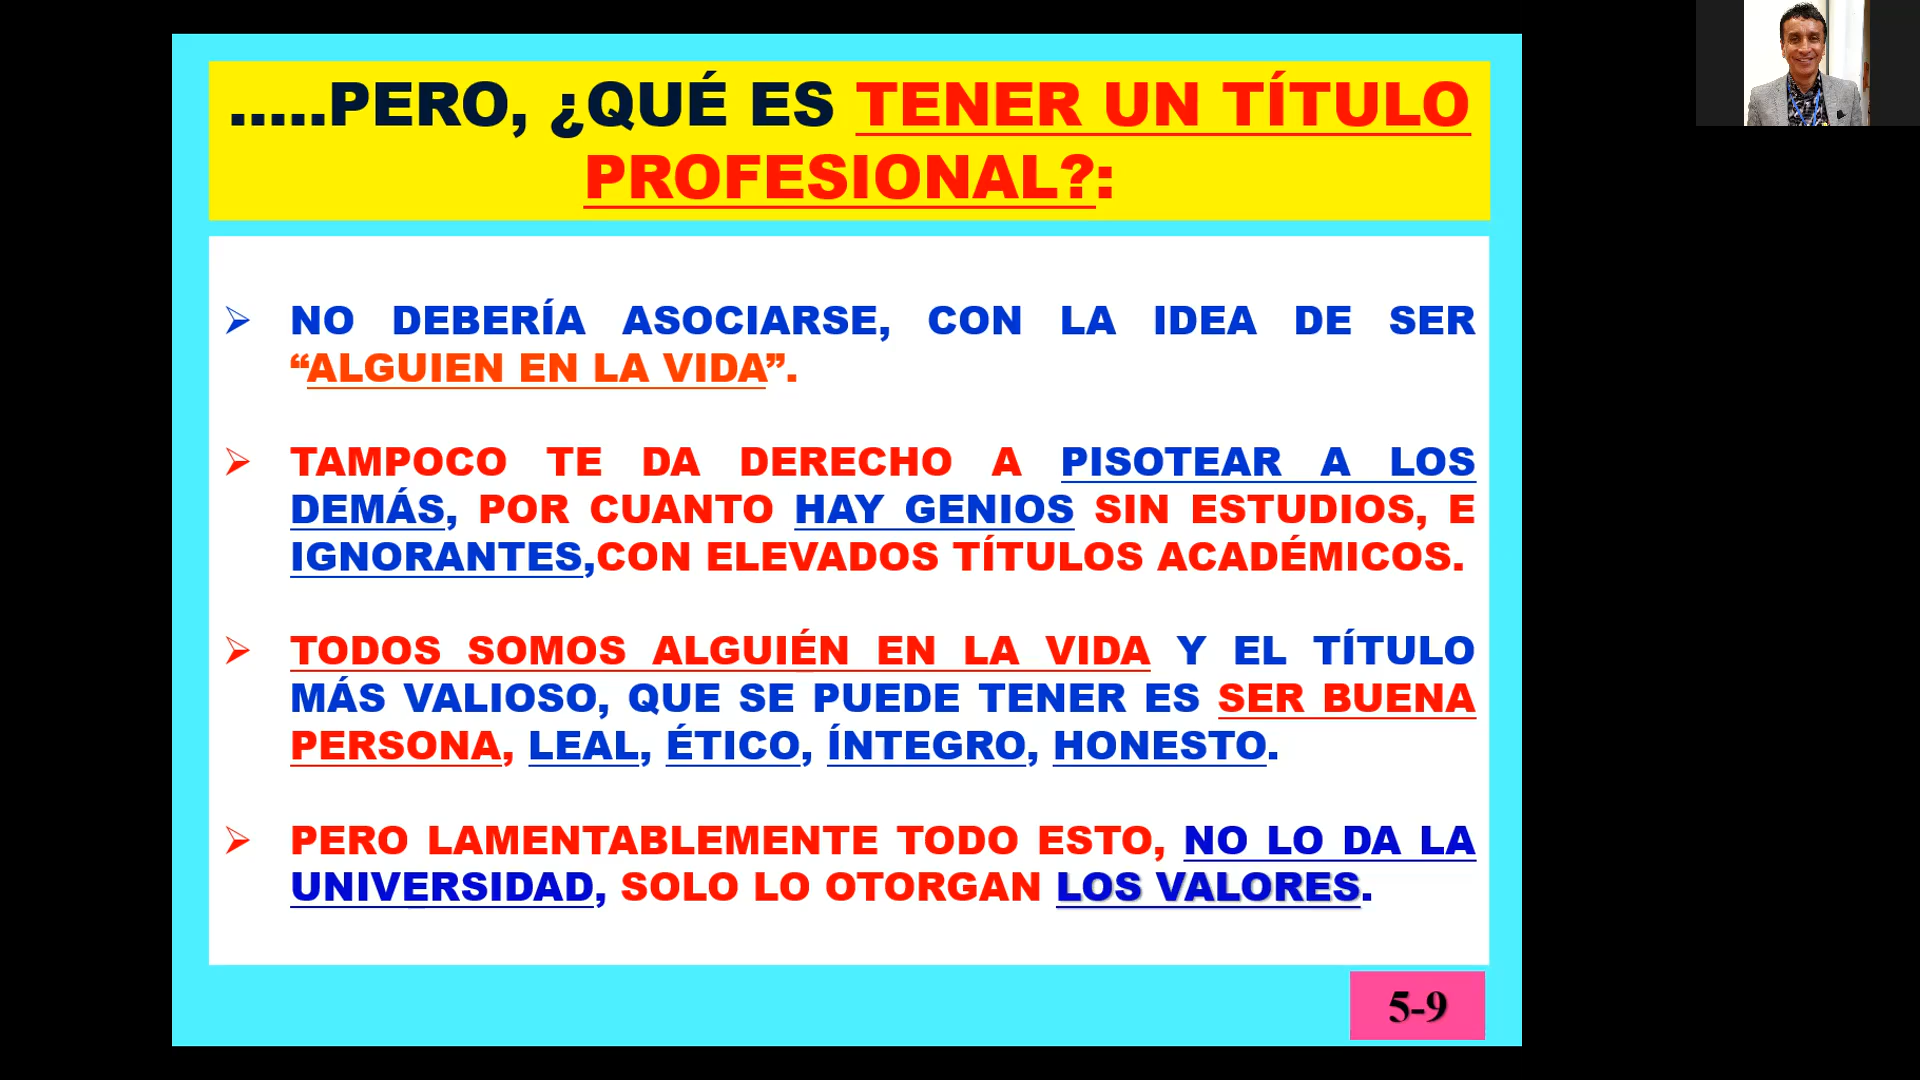 .....PERO, ¿QUÉ ES TENER UN TÍTULO
PROFESIONAL?:
NO DEBERÍA ASOCIARSE, CON LA IDEA DE SER
“ALGUIEN EN LA VIDA”.
TAMPOCO TE DA DERECHO A PISOTEAR A LOS
DEMÁS, POR CUANTO HAY GENIOS SIN ESTUDIOS, E
IGNORANTES,CON ELEVADOS TÍTULOS ACADÉMICOS.
TODOS SOMOS ALGUIÉN EN LA VIDA Y EL TÍTULO
MÁS VALIOSO, QUE SE PUEDE TENER ES SER BUENA
PERSONA, LEAL, ÉTICO, ÍNTEGRO, HONESTO.
PERO LAMENTABLEMENTE TODO ESTO, NO LO DA LA
UNIVERSIDAD, SOLO LO OTORGAN LOS VALORES.
5-9